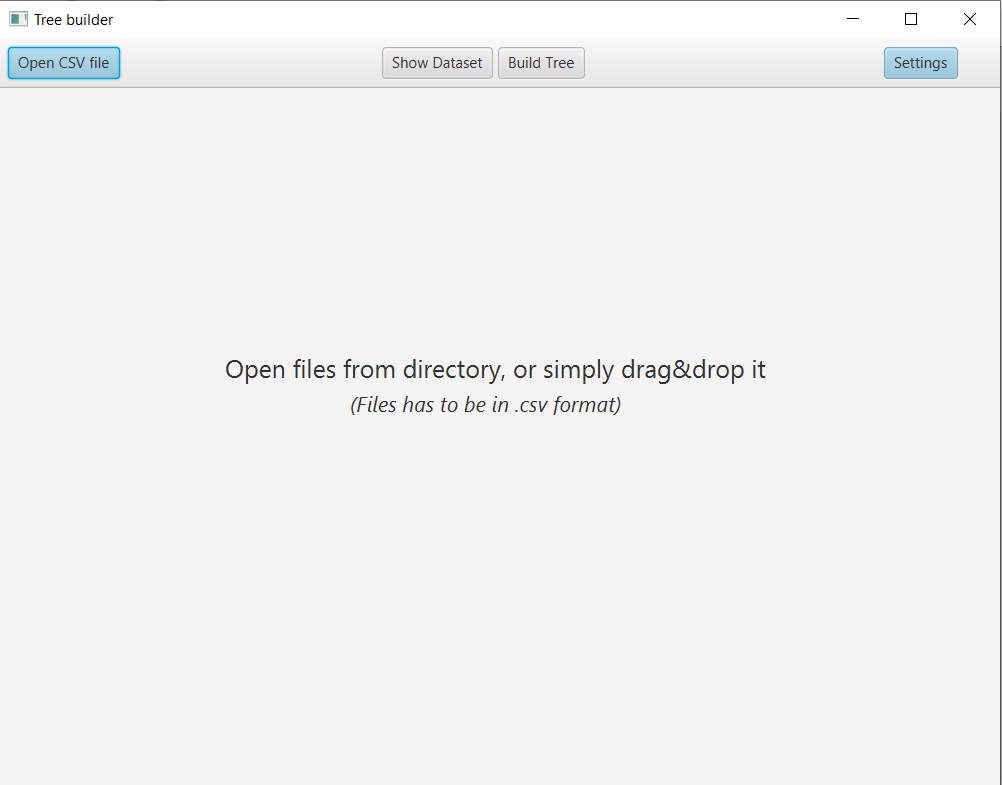 Tree builder
Open CSV file Show Dataset Build Tree Settings
Open files from directory, or simply drag&drop it
(Files has to be in .csv format)